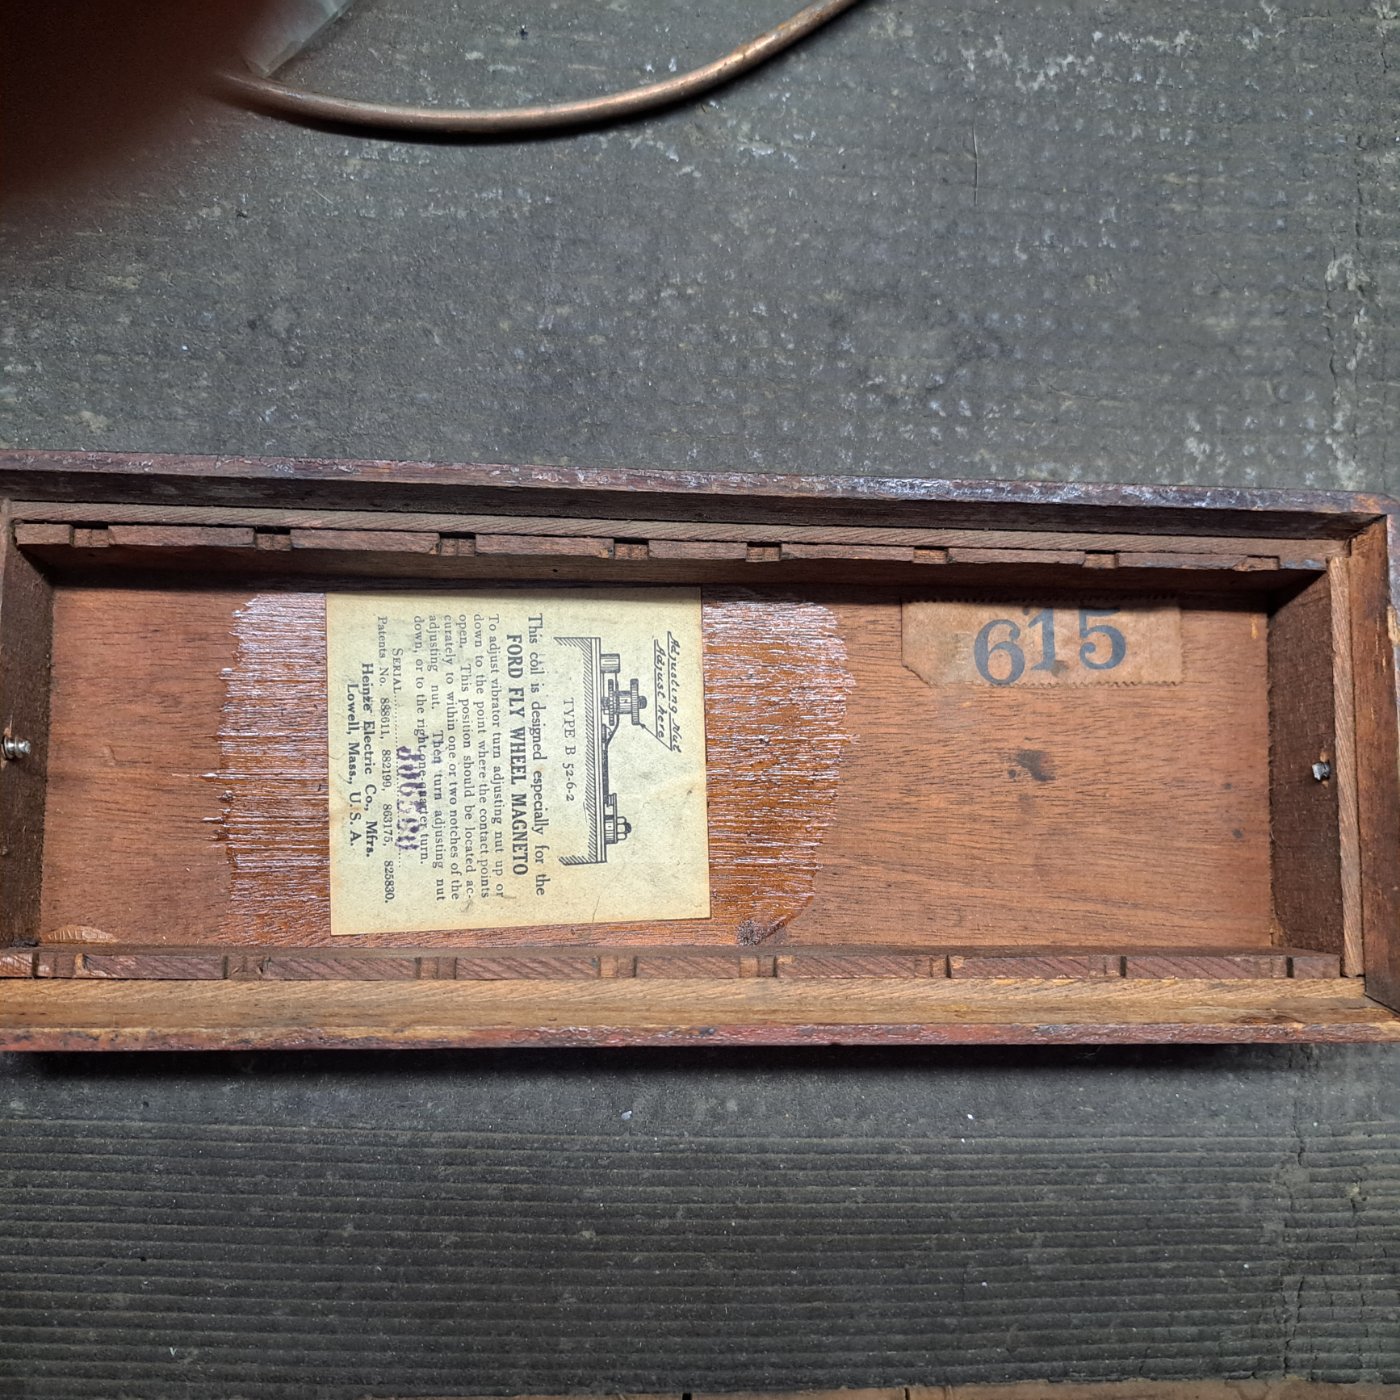 Adjusting Nut
Adjust here
TYPE B 52-6-2
This coil is designed especially for the
FORD FLY WHEEL MAGNETO
To adjust vibrator turn adjusting nut up or
down to the point where the contact points
open. This position should be located ac-
curately to within one or two notches of the
adjusting nut. Then turn adjusting nut
down, or to the right, turn.
SERIAL
Patents No. 888611, 882199, 863175, 825830,
Heinze Electric Co., Mfrs.
Lowell, Mass., U. S. A.
615